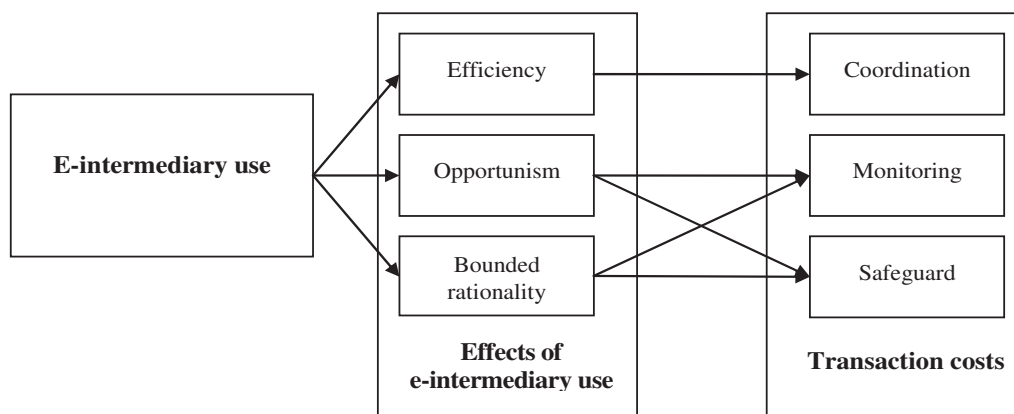 E-intermediary use
Efficiency
Opportunism
Bounded
rationality
Effects of
e-intermediary use
Coordination
Monitoring
Safeguard
Transaction costs